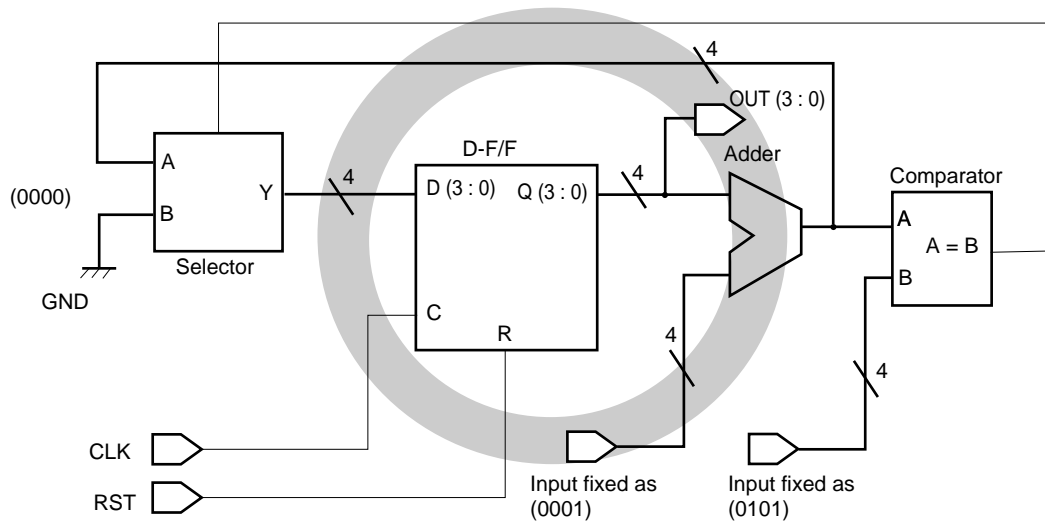 4
OUT (3 : 0)
D-F/F
Adder
Comparator
A
(0000)
B
Y
4
D (3 : 0)
Q (3 : 0)
4
A
A = B
B
Selector
GND
C
R
4
4
CLK
RST
Input fixed as
(0001)
Input fixed as
(0101)